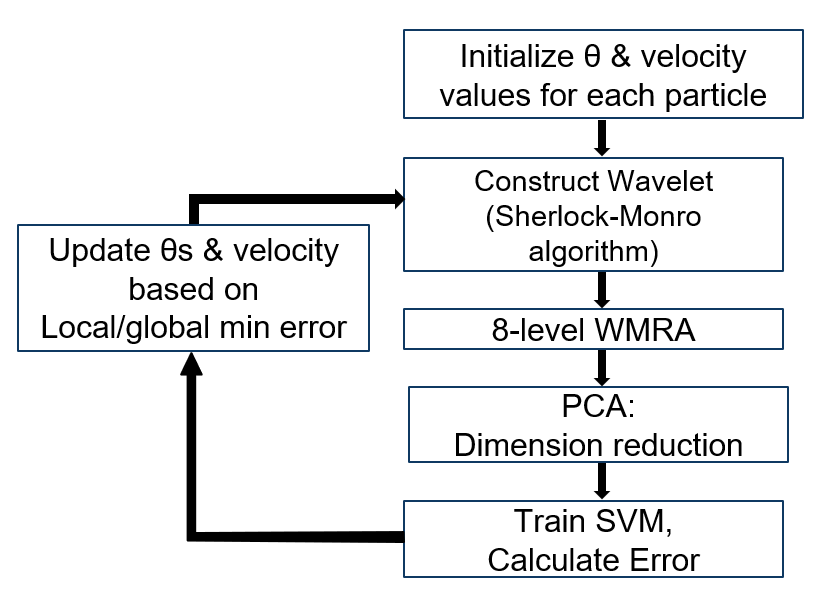 Initialize θ & velocity
values for each particle
Construct Wavelet
(Sherlock-Monro
algorithm)
Update θs & velocity
based on
Local/global min error
8-level WMRA
PCA:
Dimension reduction
Train SVM,
Calculate Error